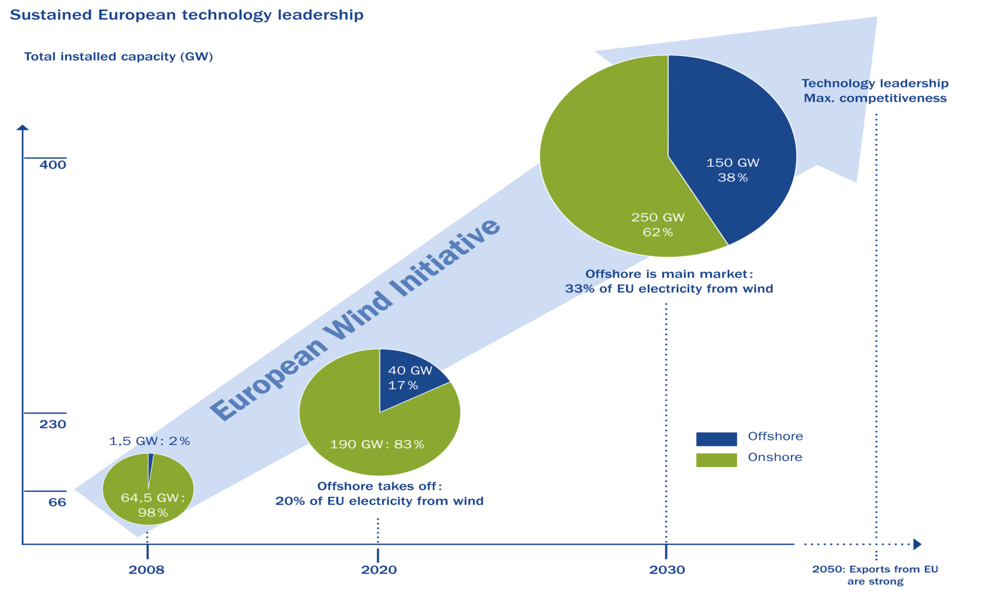 Sustained European technology leadership
Total installed capacity (GW)
Technology leadership
Max. competitiveness
400
150 GW
38%
250 GW
62%
European Wind Initiative
Offshore is main market:
33% of EU electricity from wind
40 GW
17%
230
1,5 GW: 2%
190 GW: 83%
Offshore
Onshore
64,5 GW:
98%
66
Offshore takes off:
20% of EU electricity from wind
2008
2020
2030
2050: Exports from EU
are strong